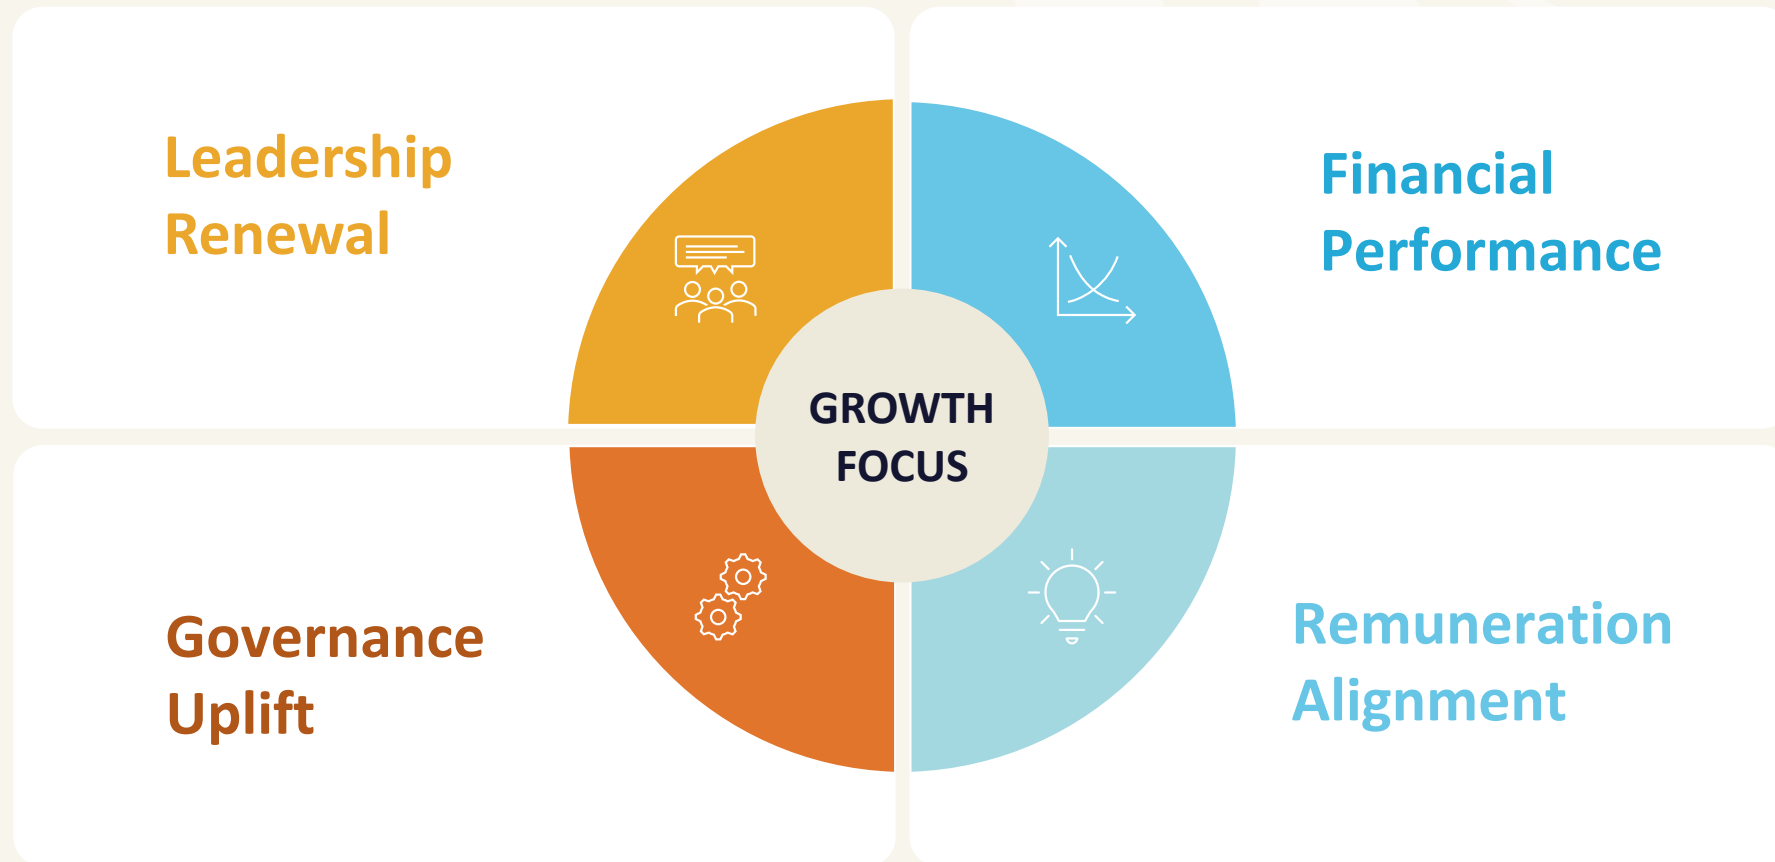 Leadership
Renewal
Financial
Performance
GROWTH
FOCUS
Governance
Uplift
Remuneration
Alignment